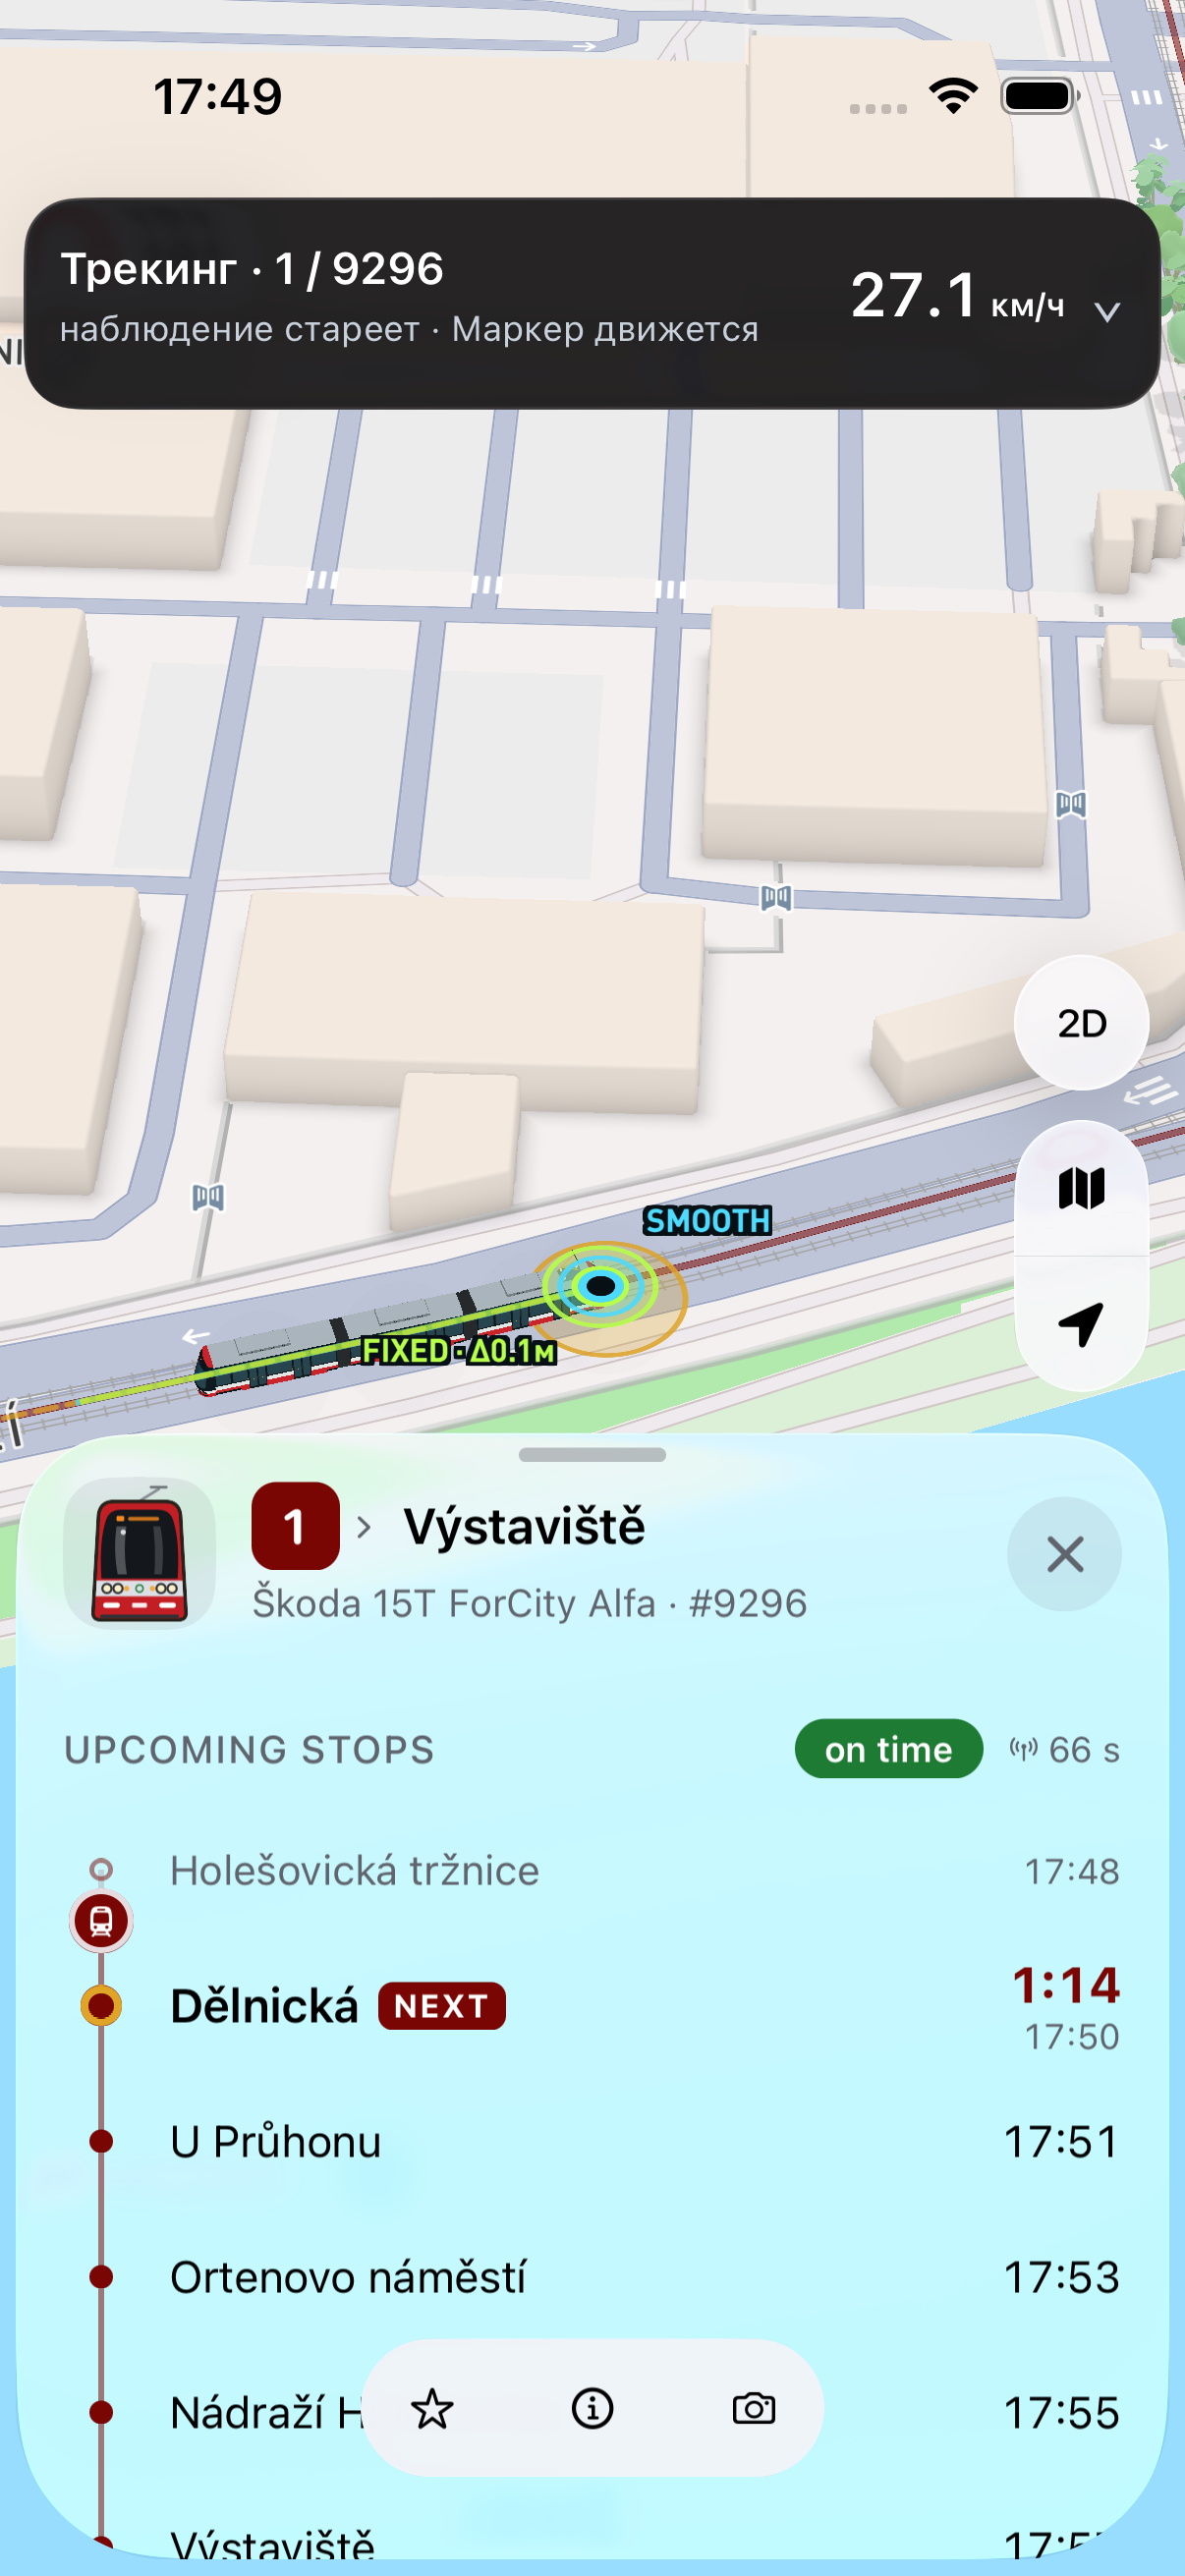 17:49
Трекинг · 1 / 9296
27.1 км/ч
наблюдение стареет · Маркер движется
2D
SMOOTH
FIXED · Δ0.1м
1 › Výstaviště
Škoda 15T ForCity Alfa · #9296
UPCOMING STOPS
on time
66 s
Holešovická tržnice
17:48
Dělnická NEXT
1:14
17:50
U Průhonu
17:51
Ortenovo náměstí
17:53
Nádraží H
17:55
Výstaviště